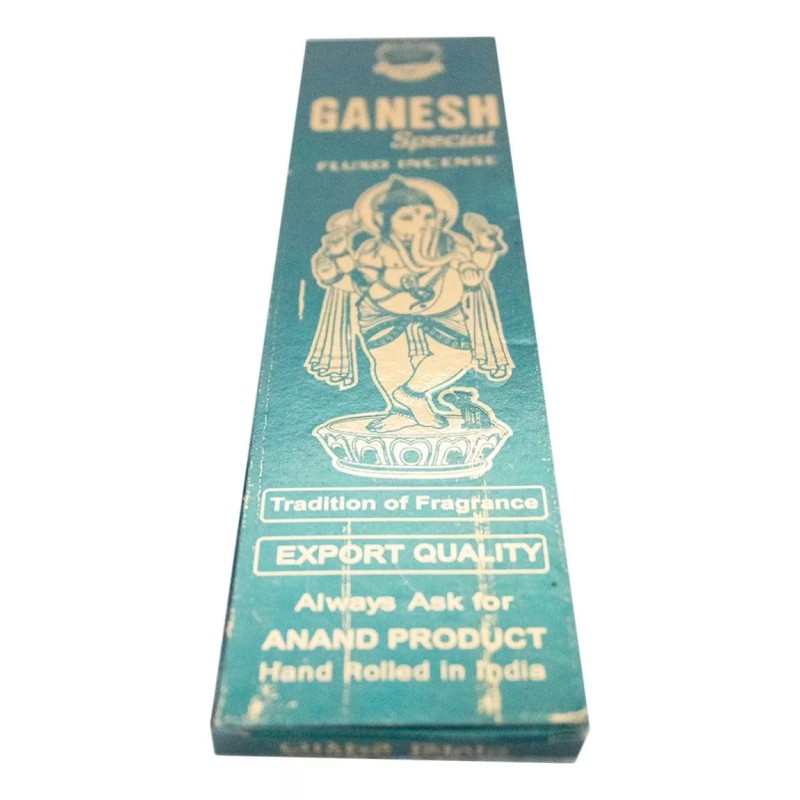 GANESH
Special
FLUXO INCENSE
Tradition of Fragrance
EXPORT QUALITY
Always Ask for
ANAND PRODUCT
Hand Rolled in India